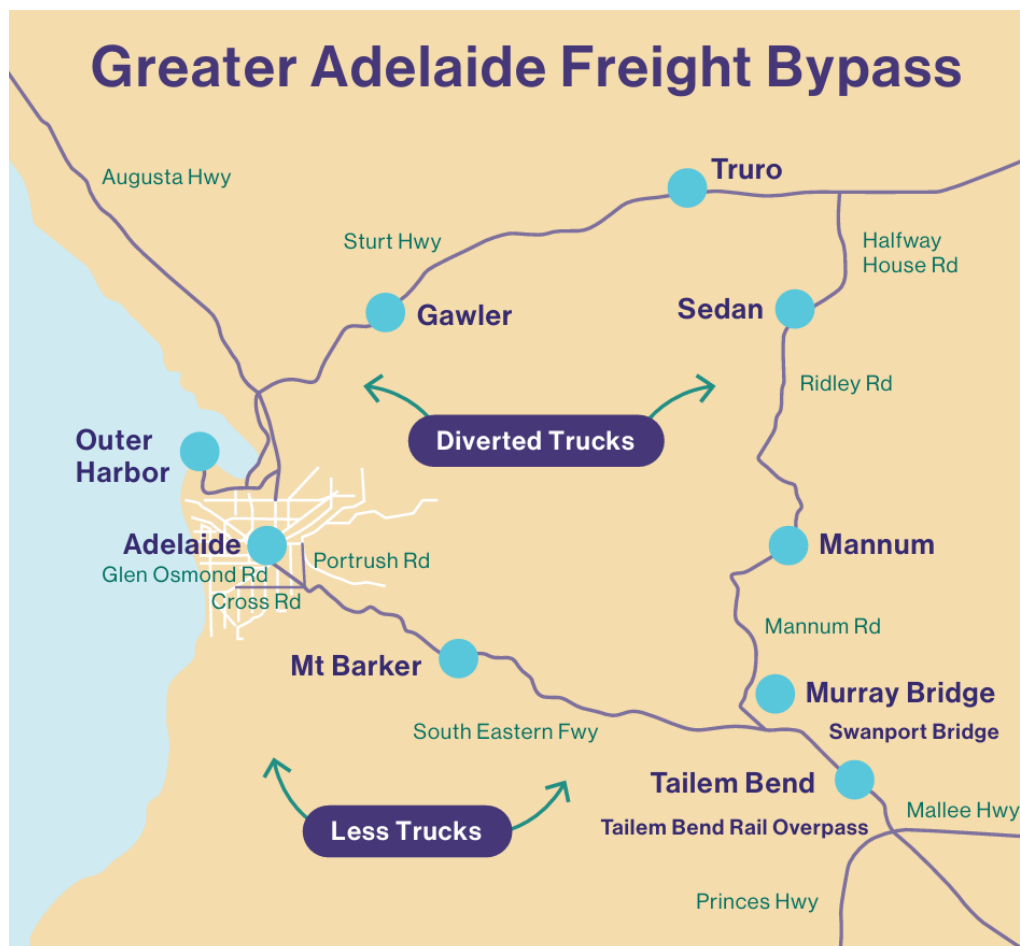 Greater Adelaide Freight Bypass
Augusta Hwy
Truro
Sturt Hwy
Halfway
House Rd
Gawler
Sedan
Ridley Rd
Diverted Trucks
Outer
Harbor
Adelaide
Mannum
Portrush Rd
Glen Osmond Rd
Cross Rd
Mannum Rd
Mt Barker
Murray Bridge
South Eastern Fwy
Swanport Bridge
Tailem Bend
Mallee Hwy
Less Trucks
Tailem Bend Rail Overpass
Princes Hwy